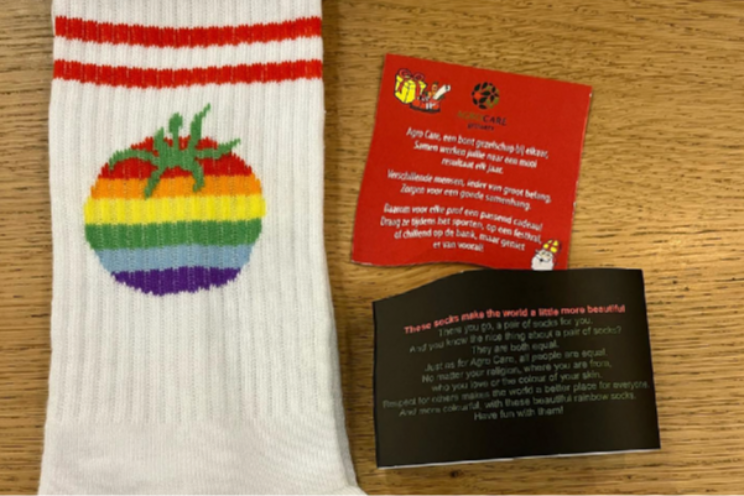 AGRO CARE
Agro Care, een bont gezelschap bij elkaar,
Samen werken jullie naar een mooi
resultaat elk jaar.
Verschillende mensen, ieder van groot belang,
Zorgen voor een goede samenhang.
Daarom voor elke prof een passend cadeau!
Draag ze tijdens het sporten, op een festival,
of chillend op de bank, maar geniet
er van vooral!
These socks make the world a little more beautiful
There you go, a pair of socks for you.
And you know the nice thing about a pair of socks?
They are both equal.
Just as for Agro Care, all people are equal.
No matter your religion, where you are from,
who you love or the colour of your skin.
Respect for others makes the world a better place for everyone.
And more colourful, with these beautiful rainbow socks.
Have fun with them!